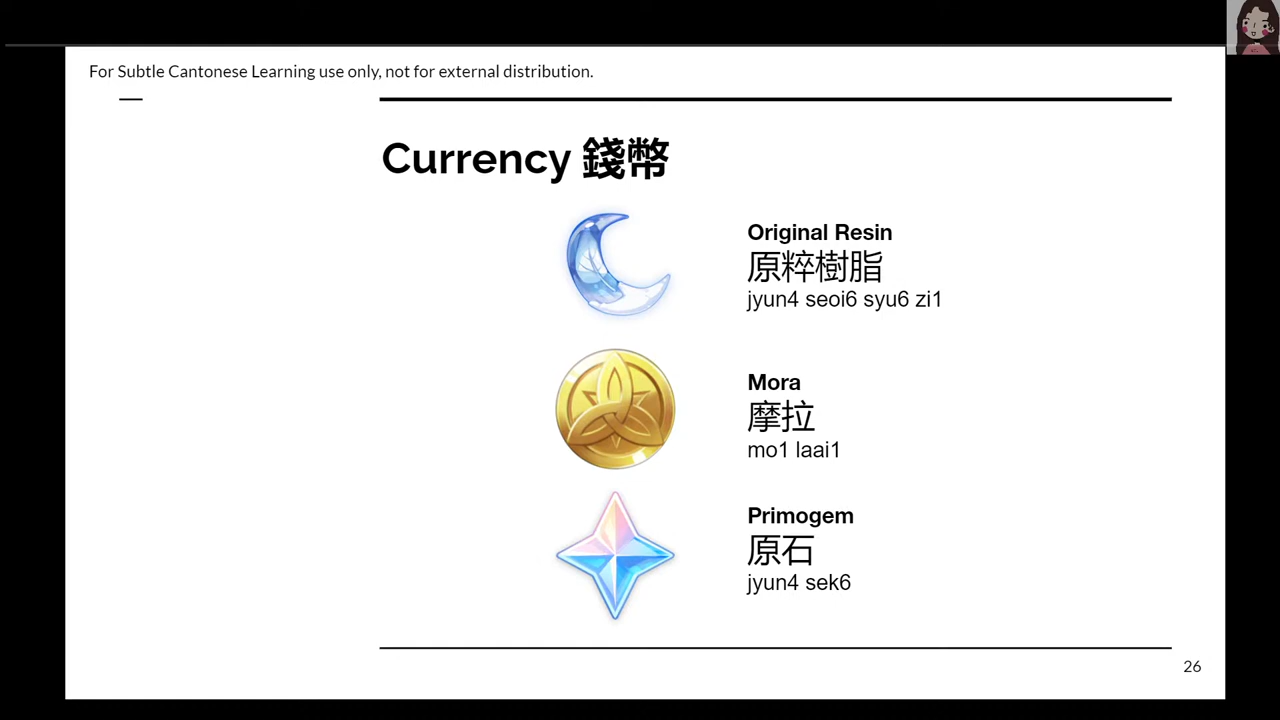 For Subtle Cantonese Learning use only, not for external distribution.
Currency 錢幣
Original Resin
原粹樹脂
jyun4 seoi6 syu6 zi1
Mora
摩拉
mo1 laai1
Primogem
原石
jyun4 sek6
26